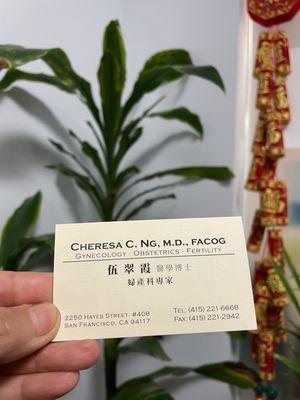 CHERESA C. NG, M.D., FACOG
GYNECOLOGY · OBSTETRICS · FERTILITY
伍翠霞 醫學博士
婦產科專家
2250 HAYES STREET, #408
SAN FRANCISCO, CA 94117
TEL: (415) 221-6668
FAX: (415) 221-2942